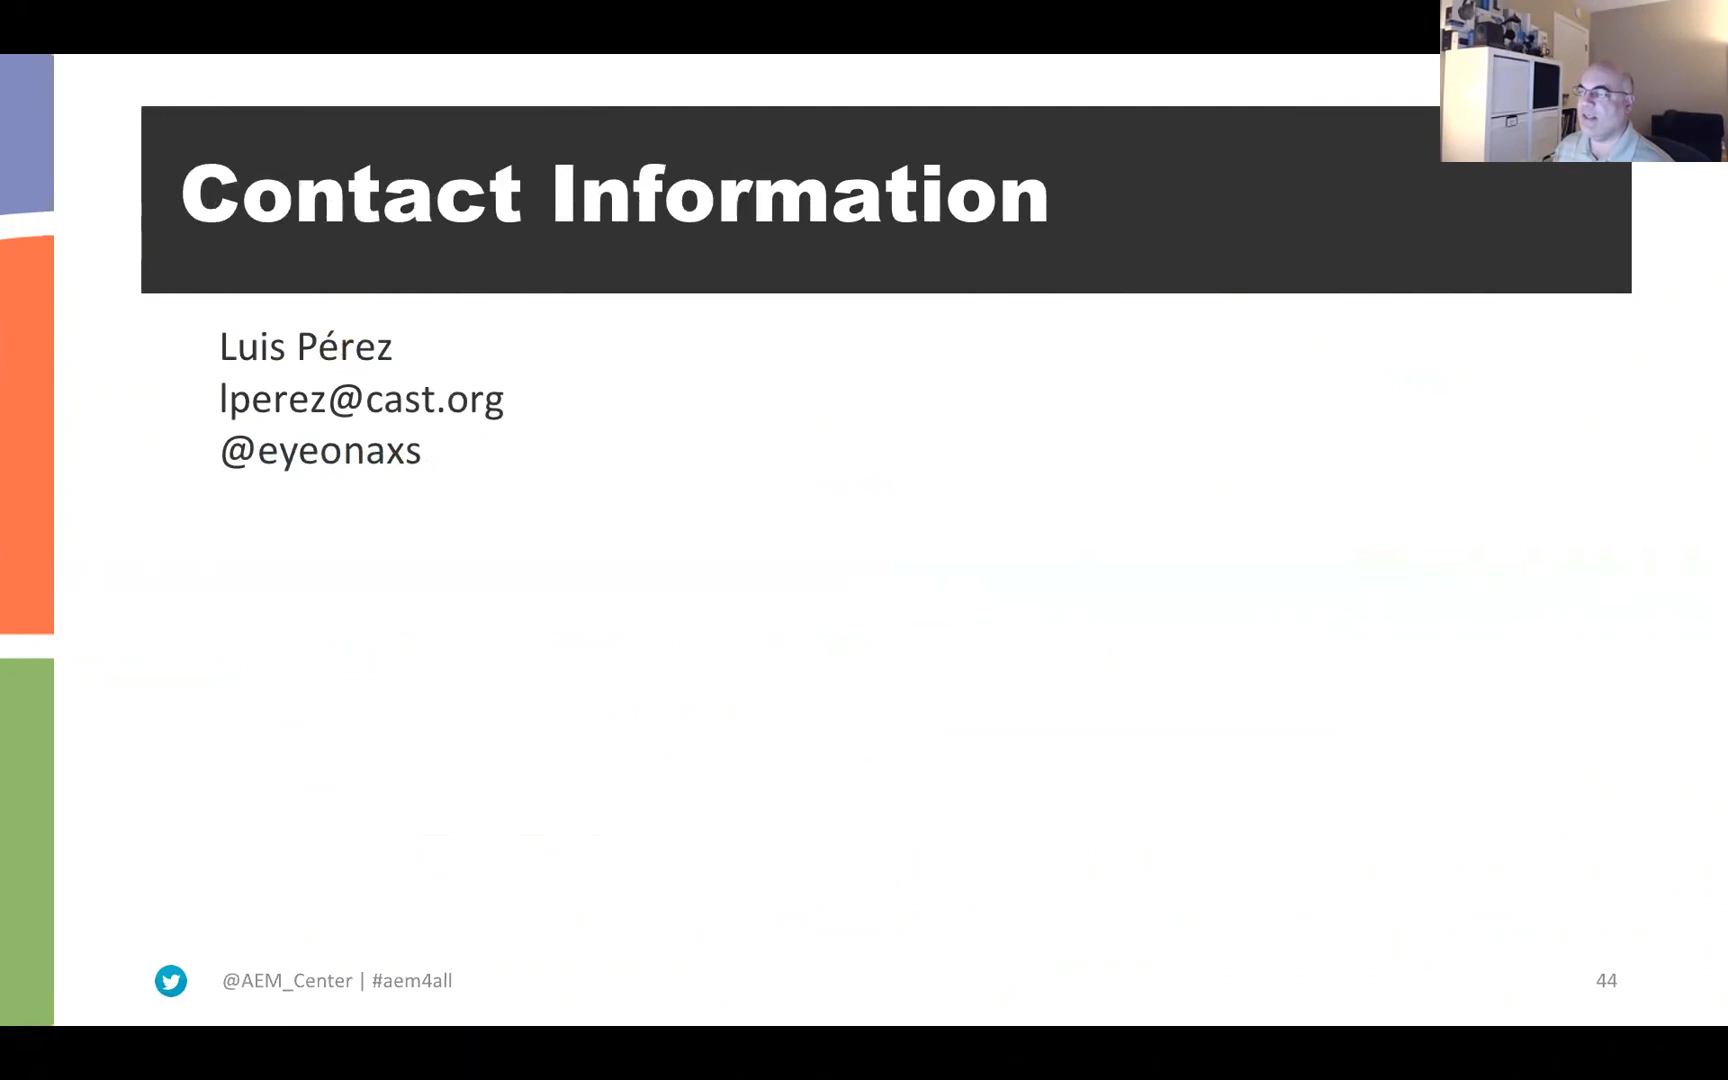 Contact Information
Luis Pérez
lperez@cast.org
@eyeonaxs
@AEM_Center | #aem4all
44